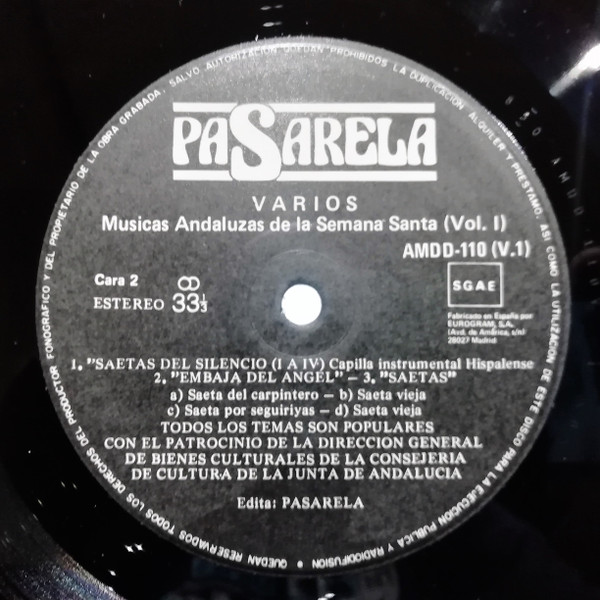 PASARELA
VARIOS
Musicas Andaluzas de la Semana Santa (Vol. I)
AMDD-110 (V.1)
Cara 2
ESTEREO 33 1/3
SGAE
Fabricado en España por
EUROGRAM, S.A.
(Avd. de América, s/n)
28027 Madrid
1. "SAETAS DEL SILENCIO (I A IV) Capilla instrumental Hispalense
2. "EMBAJA DEL ANGEL" – 3. "SAETAS"
a) Saeta del carpintero – b) Saeta vieja
c) Saeta por seguiriyas – d) Saeta vieja
TODOS LOS TEMAS SON POPULARES
CON EL PATROCINIO DE LA DIRECCION GENERAL
DE BIENES CULTURALES DE LA CONSEJERIA
DE CULTURA DE LA JUNTA DE ANDALUCIA
Edita: PASARELA
QUEDAN RESERVADOS TODOS LOS DERECHOS DEL PRODUCTOR FONOGRAFICO Y DEL PROPIETARIO DE LA OBRA GRABADA. SALVO AUTORIZACION QUEDAN PROHIBIDOS LA DUPLICACION, ALQUILER Y PRESTAMO, ASI COMO LA UTILIZACION DE ESTE DISCO PARA LA EJECUCION PUBLICA Y RADIODIFUSION •